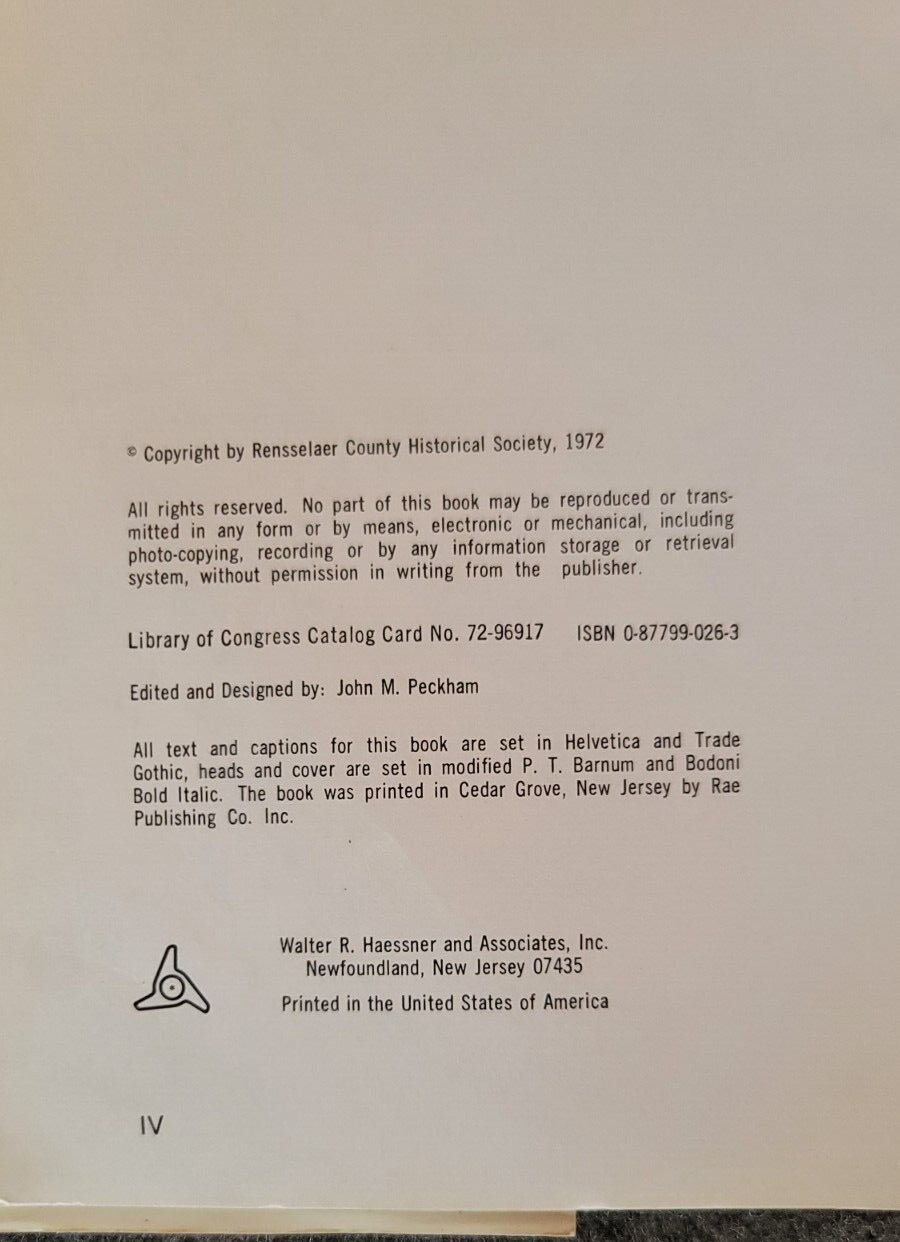 © Copyright by Rensselaer County Historical Society, 1972
All rights reserved. No part of this book may be reproduced or trans-
mitted in any form or by means, electronic or mechanical, including
photo-copying, recording or by any information storage or retrieval
system, without permission in writing from the publisher.
Library of Congress Catalog Card No. 72-96917 ISBN 0-87799-026-3
Edited and Designed by: John M. Peckham
All text and captions for this book are set in Helvetica and Trade
Gothic, heads and cover are set in modified P. T. Barnum and Bodoni
Bold Italic. The book was printed in Cedar Grove, New Jersey by Rae
Publishing Co. Inc.
Walter R. Haessner and Associates, Inc.
Newfoundland, New Jersey 07435
Printed in the United States of America
IV